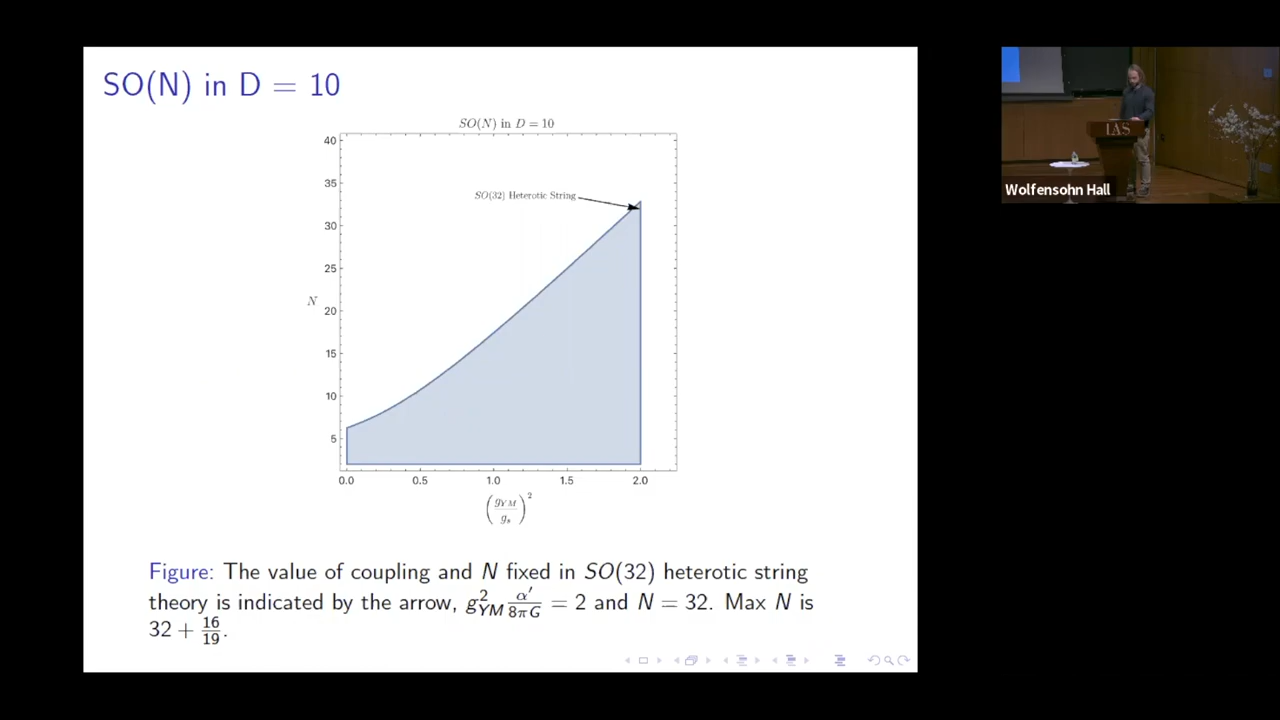 SO(N) in D = 10
SO(N) in D = 10
40
35
30
25
20
15
10
5
N
SO(32) Heterotic String
0.0 0.5 1.0 1.5 2.0
(g_YM / g_s)^2
Figure: The value of coupling and N fixed in SO(32) heterotic string
theory is indicated by the arrow, g²_YM α′/8πG = 2 and N = 32. Max N is
32 + 16/19.
IAS
Wolfensohn Hall